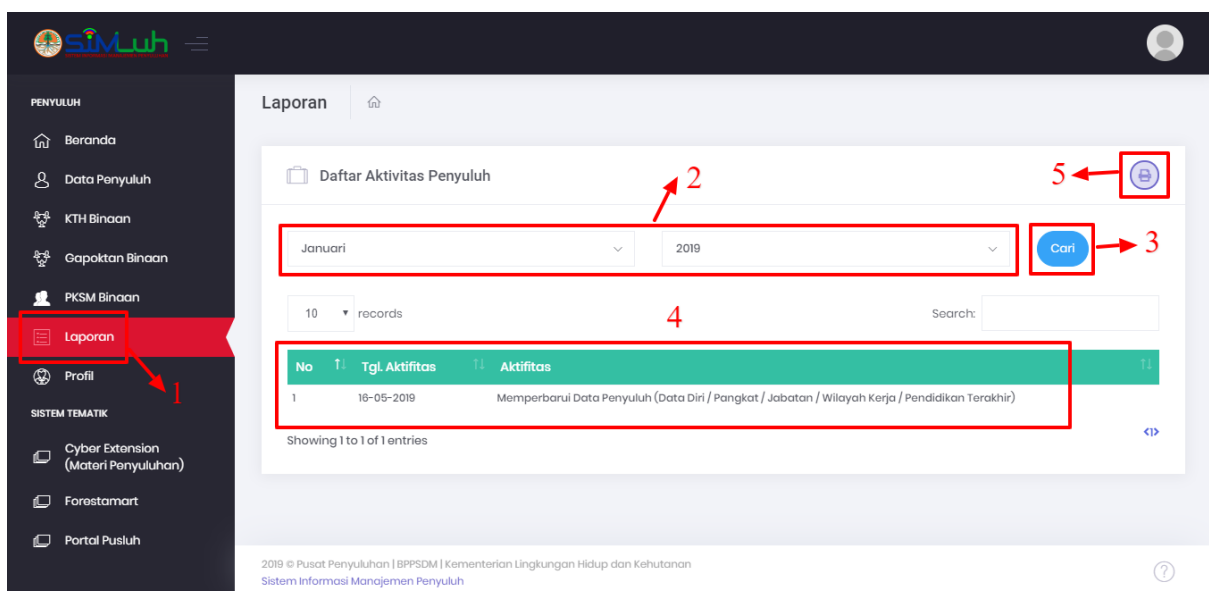 SiMLuh
PENYULUH
Beranda
Data Penyuluh
KTH Binaan
Gapoktan Binaan
PKSM Binaan
Laporan
1
Profil
SISTEM TEMATIK
Cyber Extension
(Materi Penyuluhan)
Forestamart
Portal Pusluh
Laporan
Daftar Aktivitas Penyuluh
2
5
Januari
2019
Cari
3
10 records
4
Search:
No Tgl. Aktifitas Aktifitas
1 16-05-2019 Memperbarui Data Penyuluh (Data Diri / Pangkat / Jabatan / Wilayah Kerja / Pendidikan Terakhir)
Showing 1 to 1 of 1 entries
<1>
2019 © Pusat Penyuluhan | BPPSDM | Kementerian Lingkungan Hidup dan Kehutanan
Sistem Informasi Manajemen Penyuluh
?